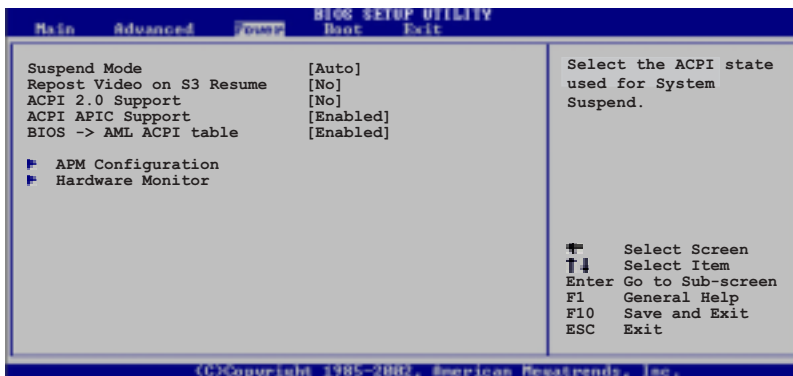 BIOS SETUP UTILITY
Main Advanced Power Boot Exit
Suspend Mode [Auto]
Repost Video on S3 Resume [No]
ACPI 2.0 Support [No]
ACPI APIC Support [Enabled]
BIOS -> AML ACPI table [Enabled]
APM Configuration
Hardware Monitor
Select the ACPI state
used for System
Suspend.
Select Screen
↑↓ Select Item
Enter Go to Sub-screen
F1 General Help
F10 Save and Exit
ESC Exit
(C)Copyright 1985-2002, American Megatrends, Inc.